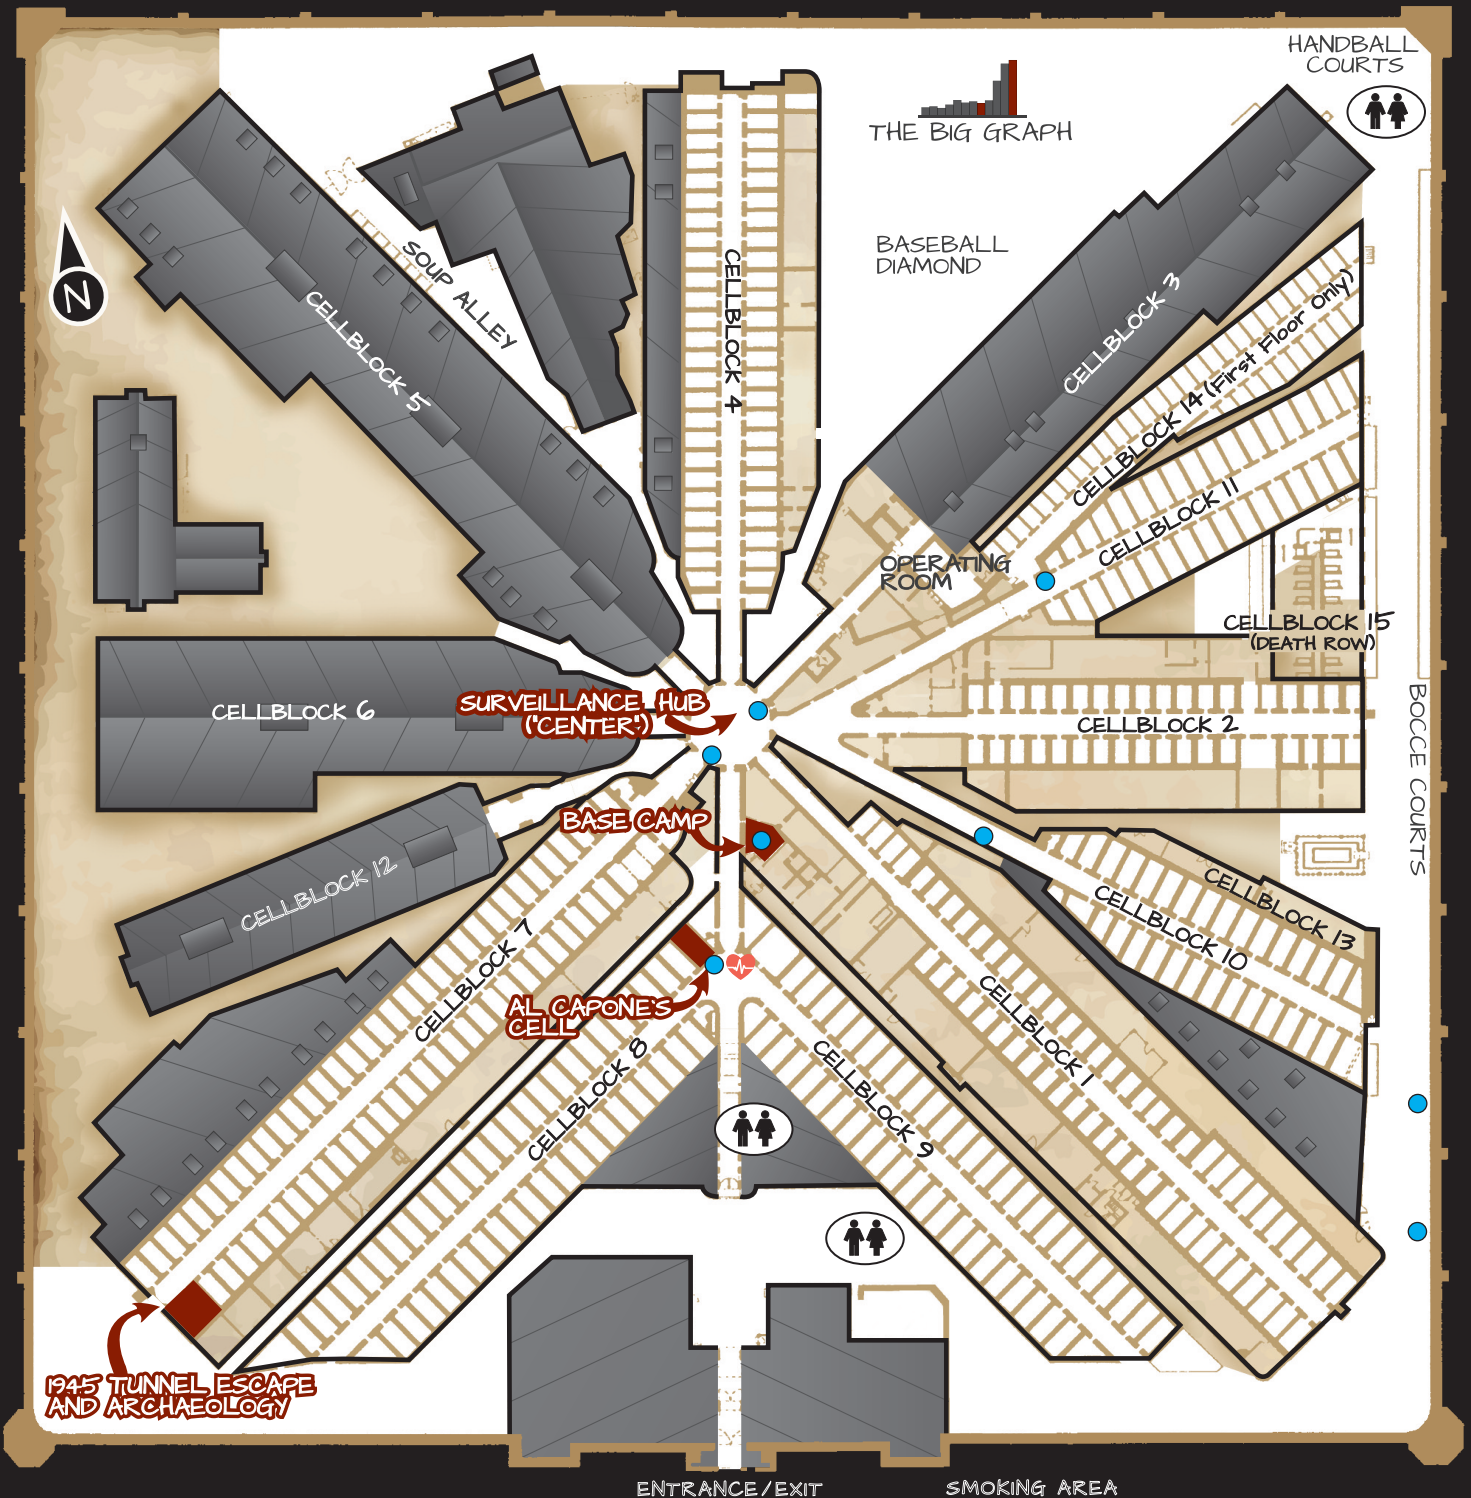 HANDBALL
COURTS
THE BIG GRAPH
N
SOUP ALLEY
BASEBALL
DIAMOND
CELLBLOCK 4
CELLBLOCK 5
CELLBLOCK 3
CELLBLOCK 14 (First Floor Only)
CELLBLOCK 11
OPERATING
ROOM
CELLBLOCK 15
(DEATH ROW)
CELLBLOCK 6
SURVEILLANCE HUB
("CENTER")
CELLBLOCK 2
BOCCE COURTS
BASE CAMP
CELLBLOCK 12
CELLBLOCK 13
CELLBLOCK 10
CELLBLOCK 7
AL CAPONE'S
CELL
CELLBLOCK 1
CELLBLOCK 8
CELLBLOCK 9
1945 TUNNEL ESCAPE
AND ARCHAEOLOGY
ENTRANCE/EXIT
SMOKING AREA